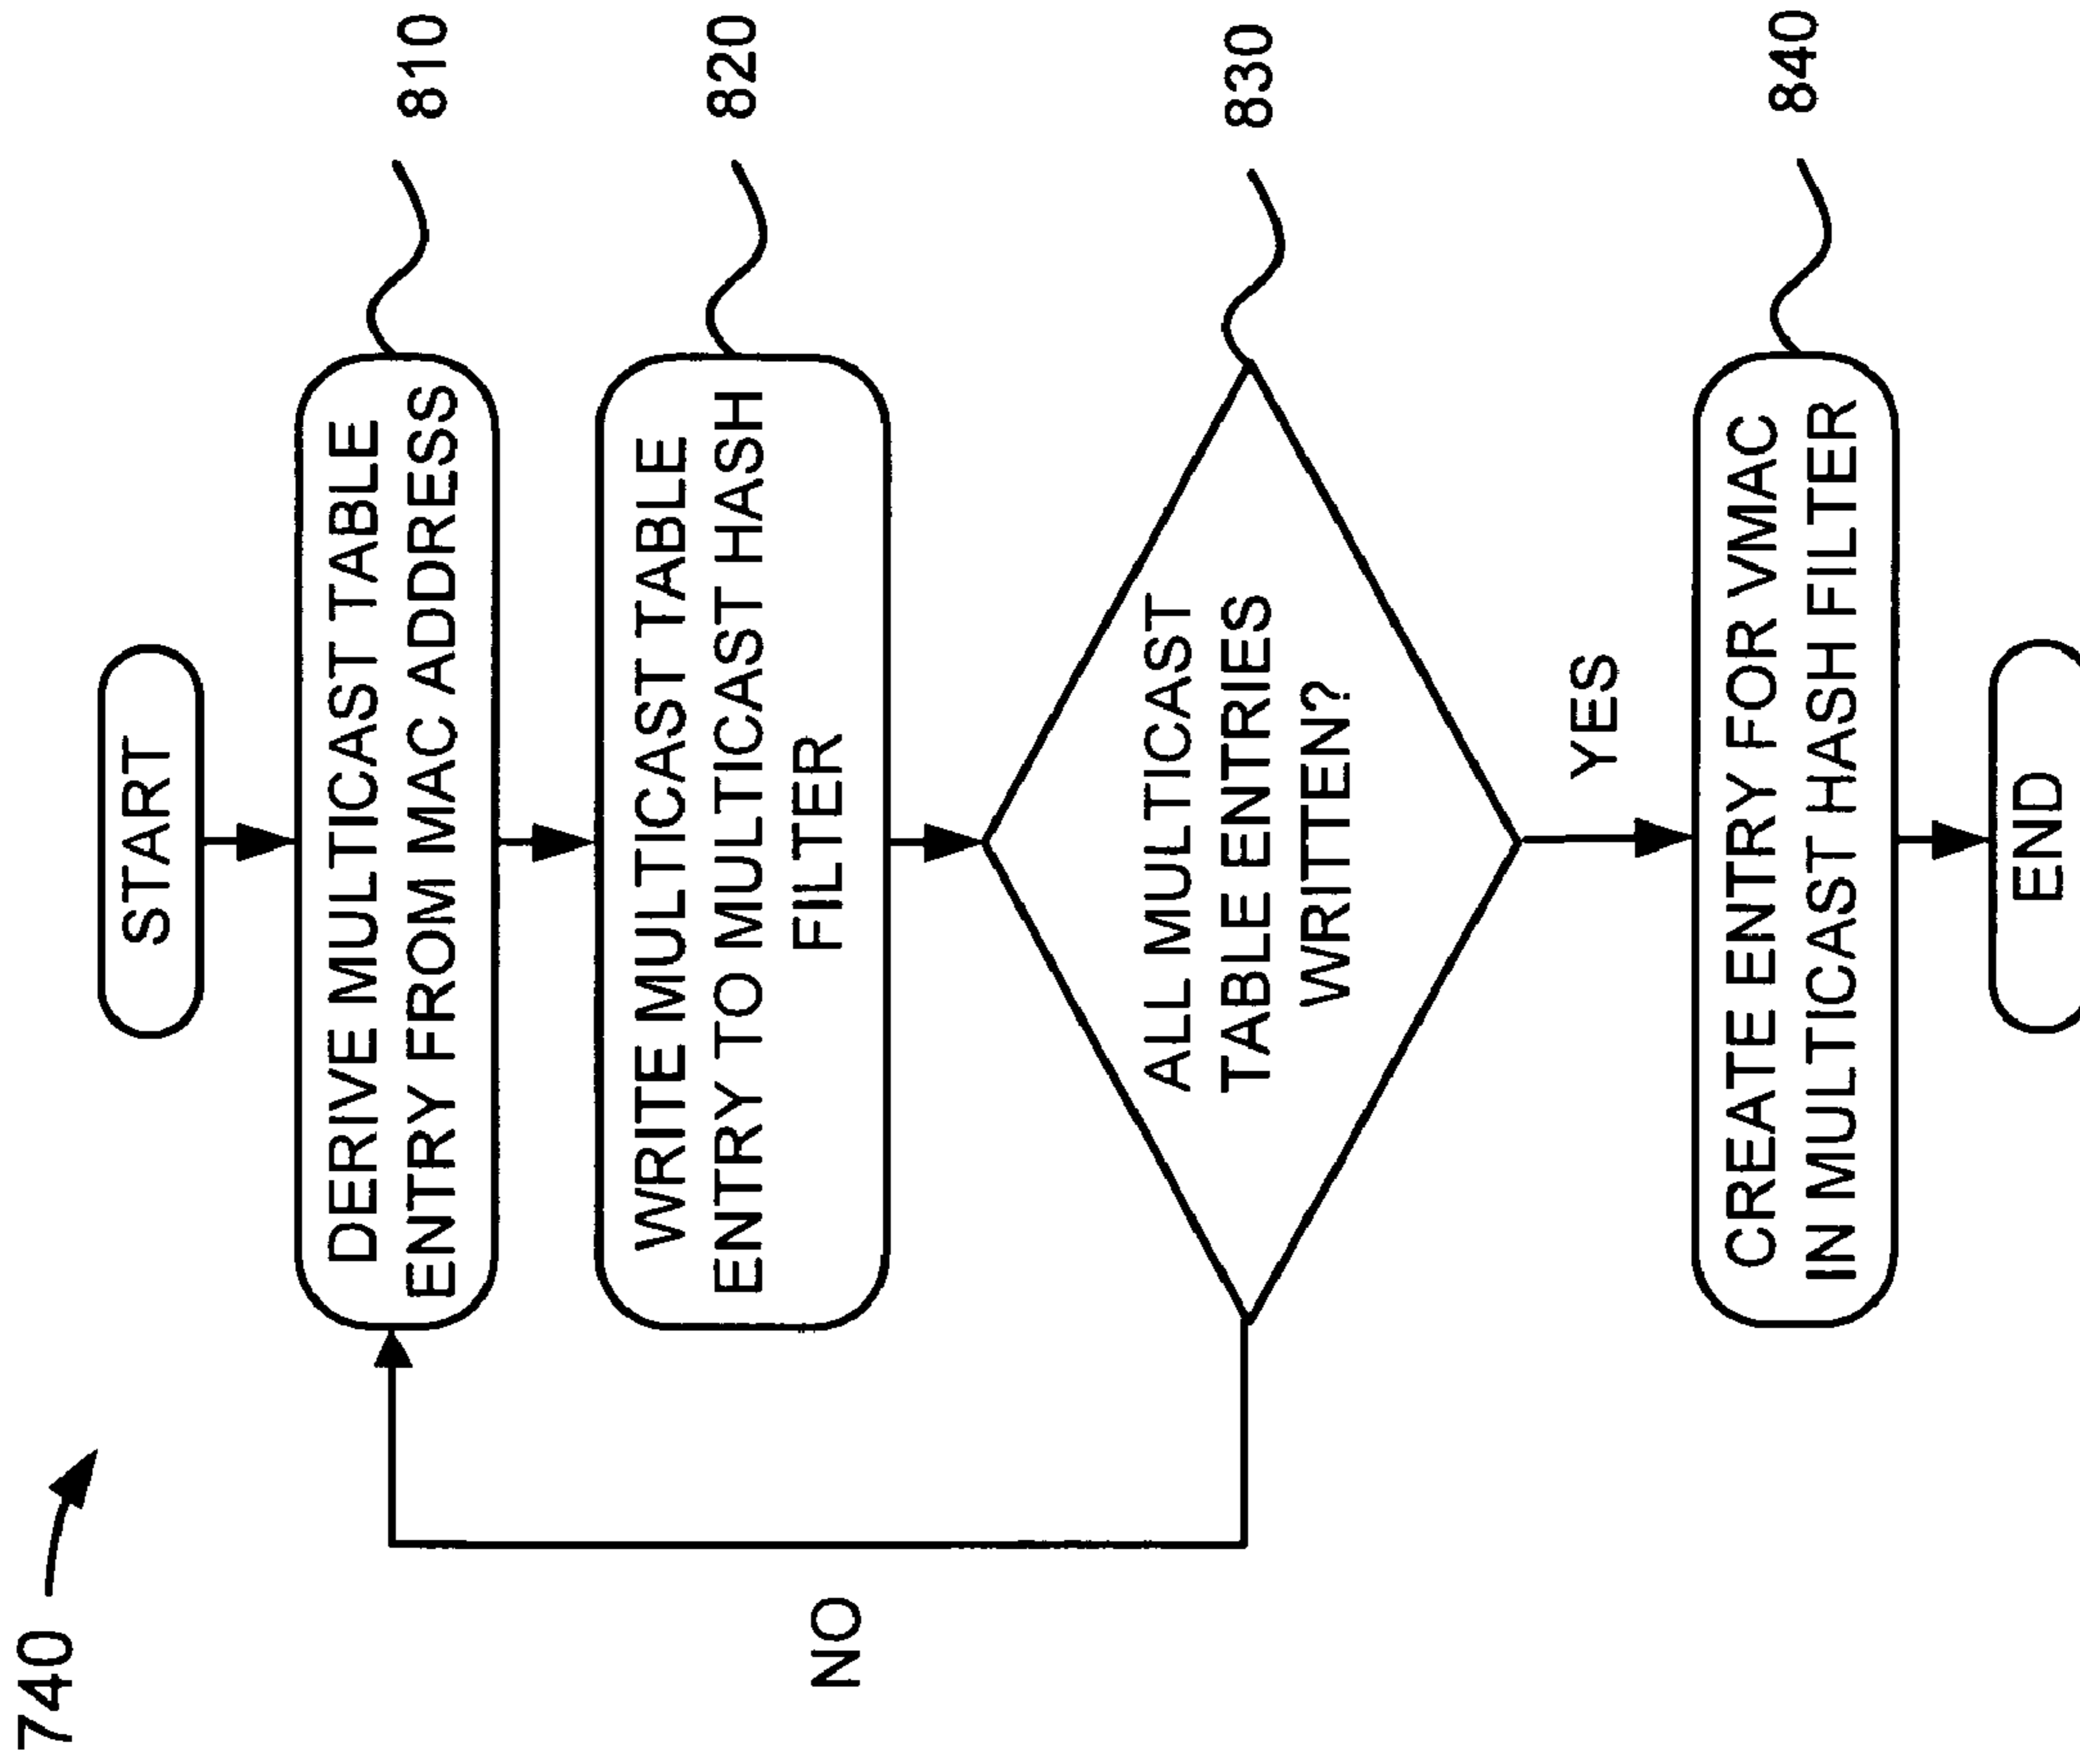 740
START
DERIVE MULTICAST TABLE
ENTRY FROM MAC ADDRESS
810
WRITE MULTICAST TABLE
ENTRY TO MULTICAST HASH
FILTER
820
ALL MULTICAST
TABLE ENTRIES
WRITTEN?
830
NO
YES
CREATE ENTRY FOR VMAC
IN MULTICAST HASH FILTER
840
END